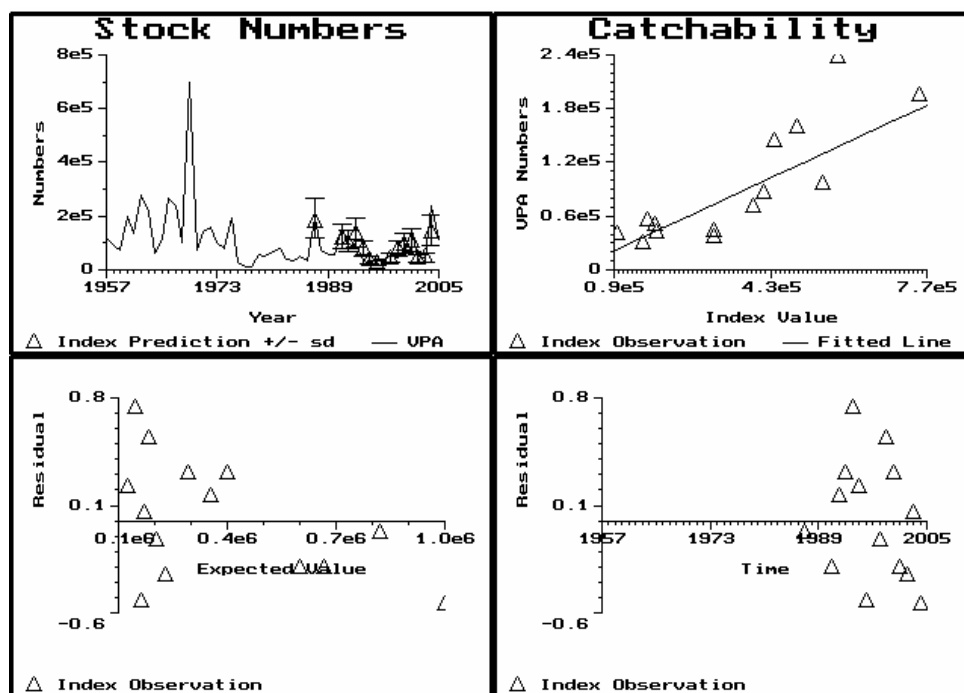 Stock Numbers
8e5
6e5
Numbers
4e5
2e5
0
1957 1973 1989 2005
Year
△ Index Prediction +/- sd — VPA
Catchability
2.4e5
1.8e5
VPA Numbers
1.2e5
0.6e5
0
0.9e5 4.3e5 7.7e5
Index Value
△ Index Observation — Fitted Line
0.8
Residual
0.1
0.1e6 0.4e6 0.7e6 1.0e6
Expected Value
-0.6
△ Index Observation
0.8
Residual
0.1
1957 1973 1989 2005
Time
-0.6
△ Index Observation